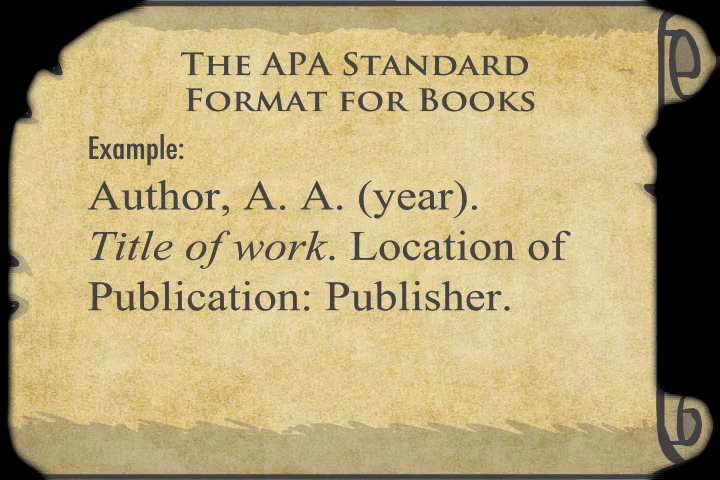 The APA Standard
Format for Books
Example:
Author, A. A. (year).
Title of work. Location of
Publication: Publisher.